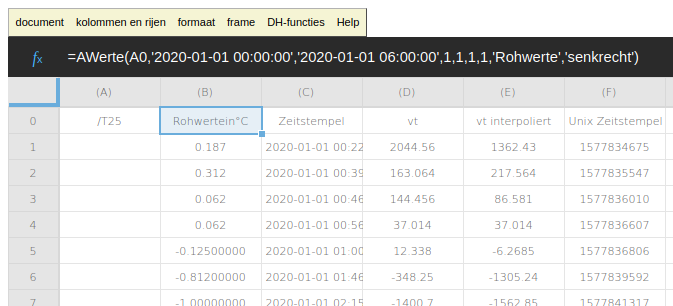 document kolommen en rijen formaat frame DH-functies Help
fx =AWerte(A0,'2020-01-01 00:00:00','2020-01-01 06:00:00',1,1,1,1,'Rohwerte','senkrecht')
(A) (B) (C) (D) (E) (F)
0 /T25 Rohwertein°C Zeitstempel vt vt interpoliert Unix Zeitstempel
1 0.187 2020-01-01 00:22 2044.56 1362.43 1577834675
2 0.312 2020-01-01 00:39 163.064 217.564 1577835547
3 0.062 2020-01-01 00:46 144.456 86.581 1577836010
4 0.062 2020-01-01 00:56 37.014 37.014 1577836607
5 -0.12500000 2020-01-01 01:00 12.338 -6.2685 1577836806
6 -0.81200000 2020-01-01 01:46 -348.25 -1305.24 1577839592
7 -1.00000000 2020-01-01 02:15 -1400.7 -1562.85 1577841317